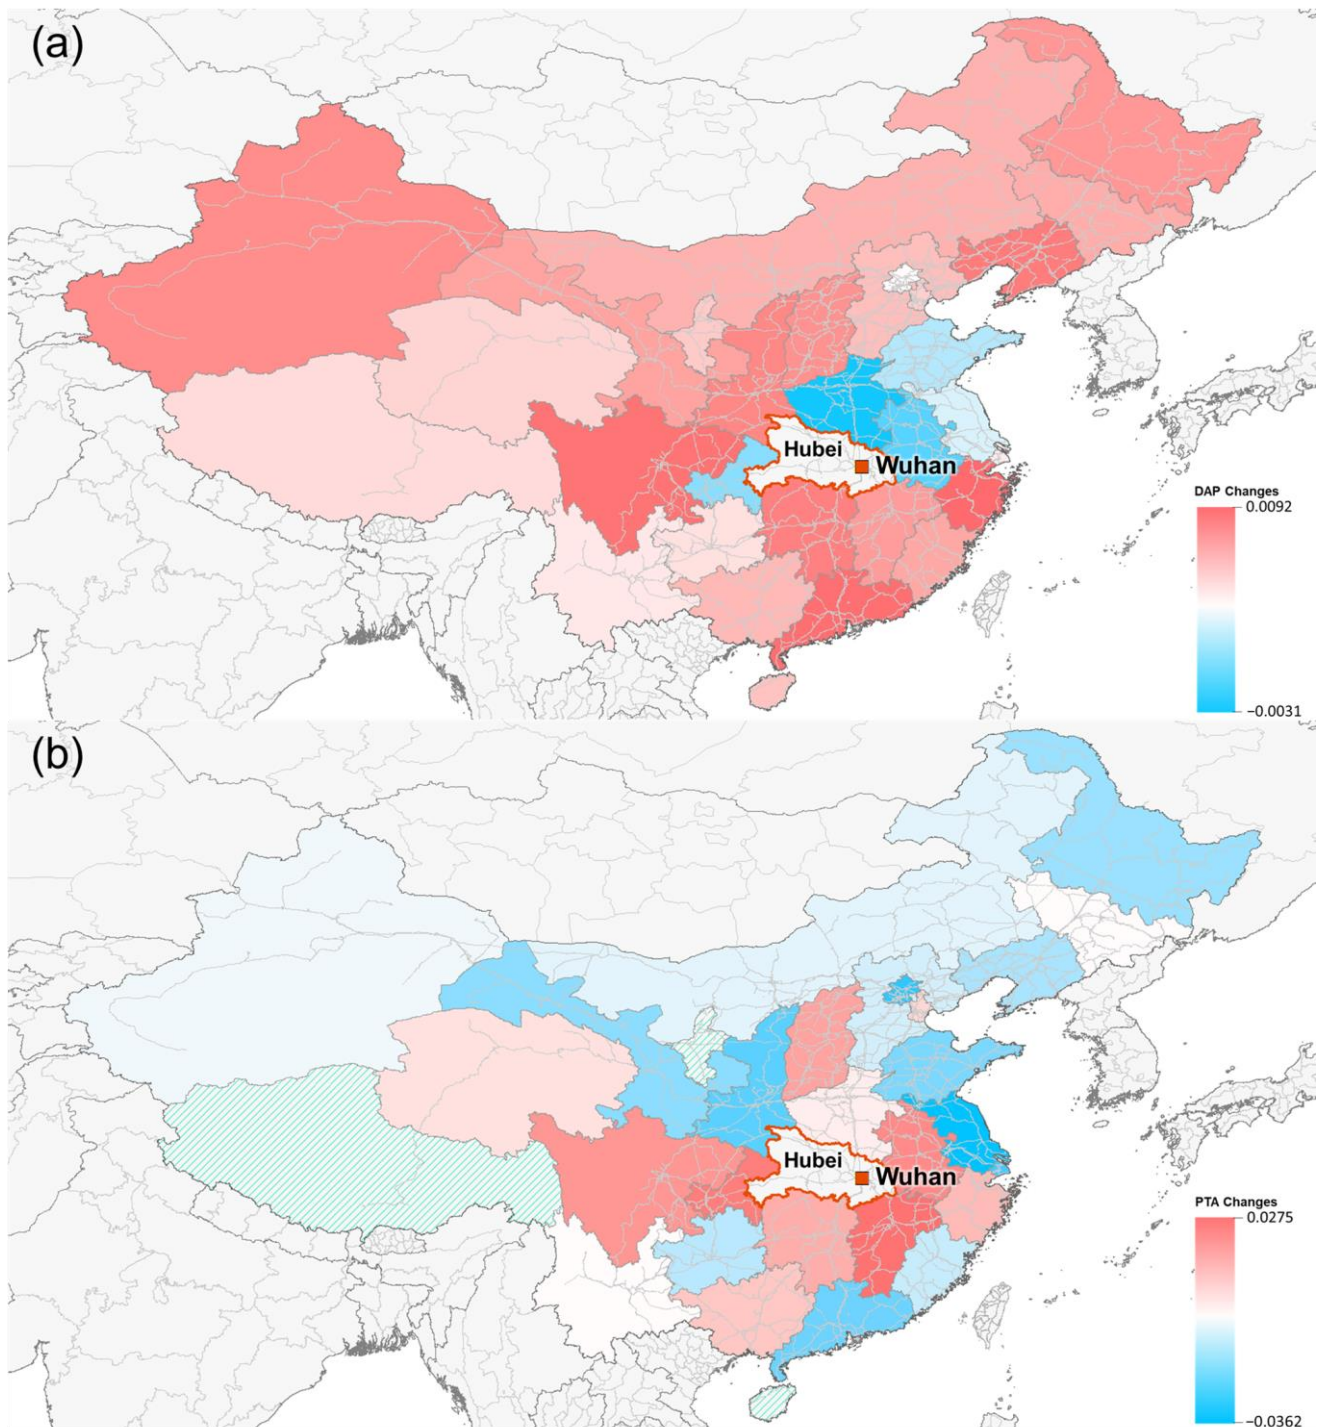 (a)
Hubei
Wuhan
DAP Changes
0.0092
−0.0031
(b)
Hubei
Wuhan
PTA Changes
0.0275
−0.0362